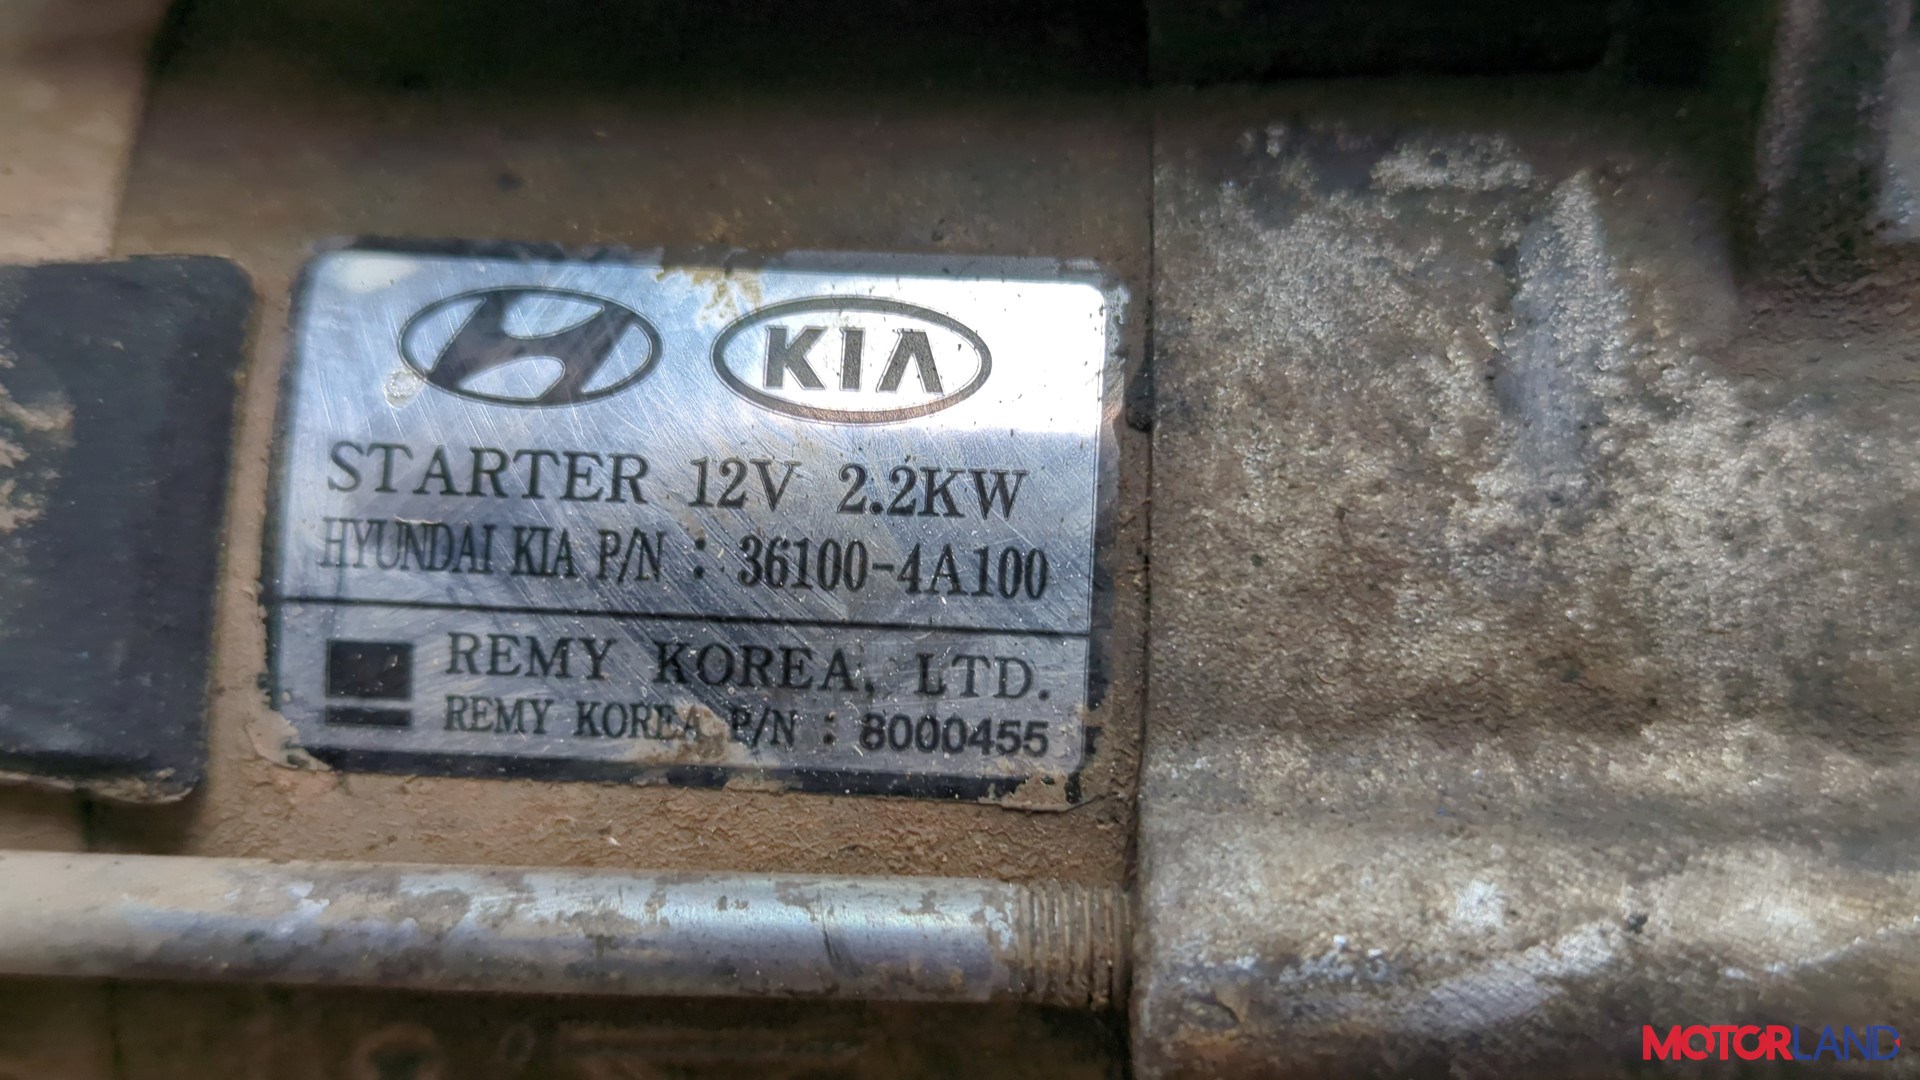 KIA
STARTER 12V 2.2KW
HYUNDAI KIA P/N : 36100-4A100
REMY KOREA, LTD.
REMY KOREA P/N : 8000455
MOTORLAND